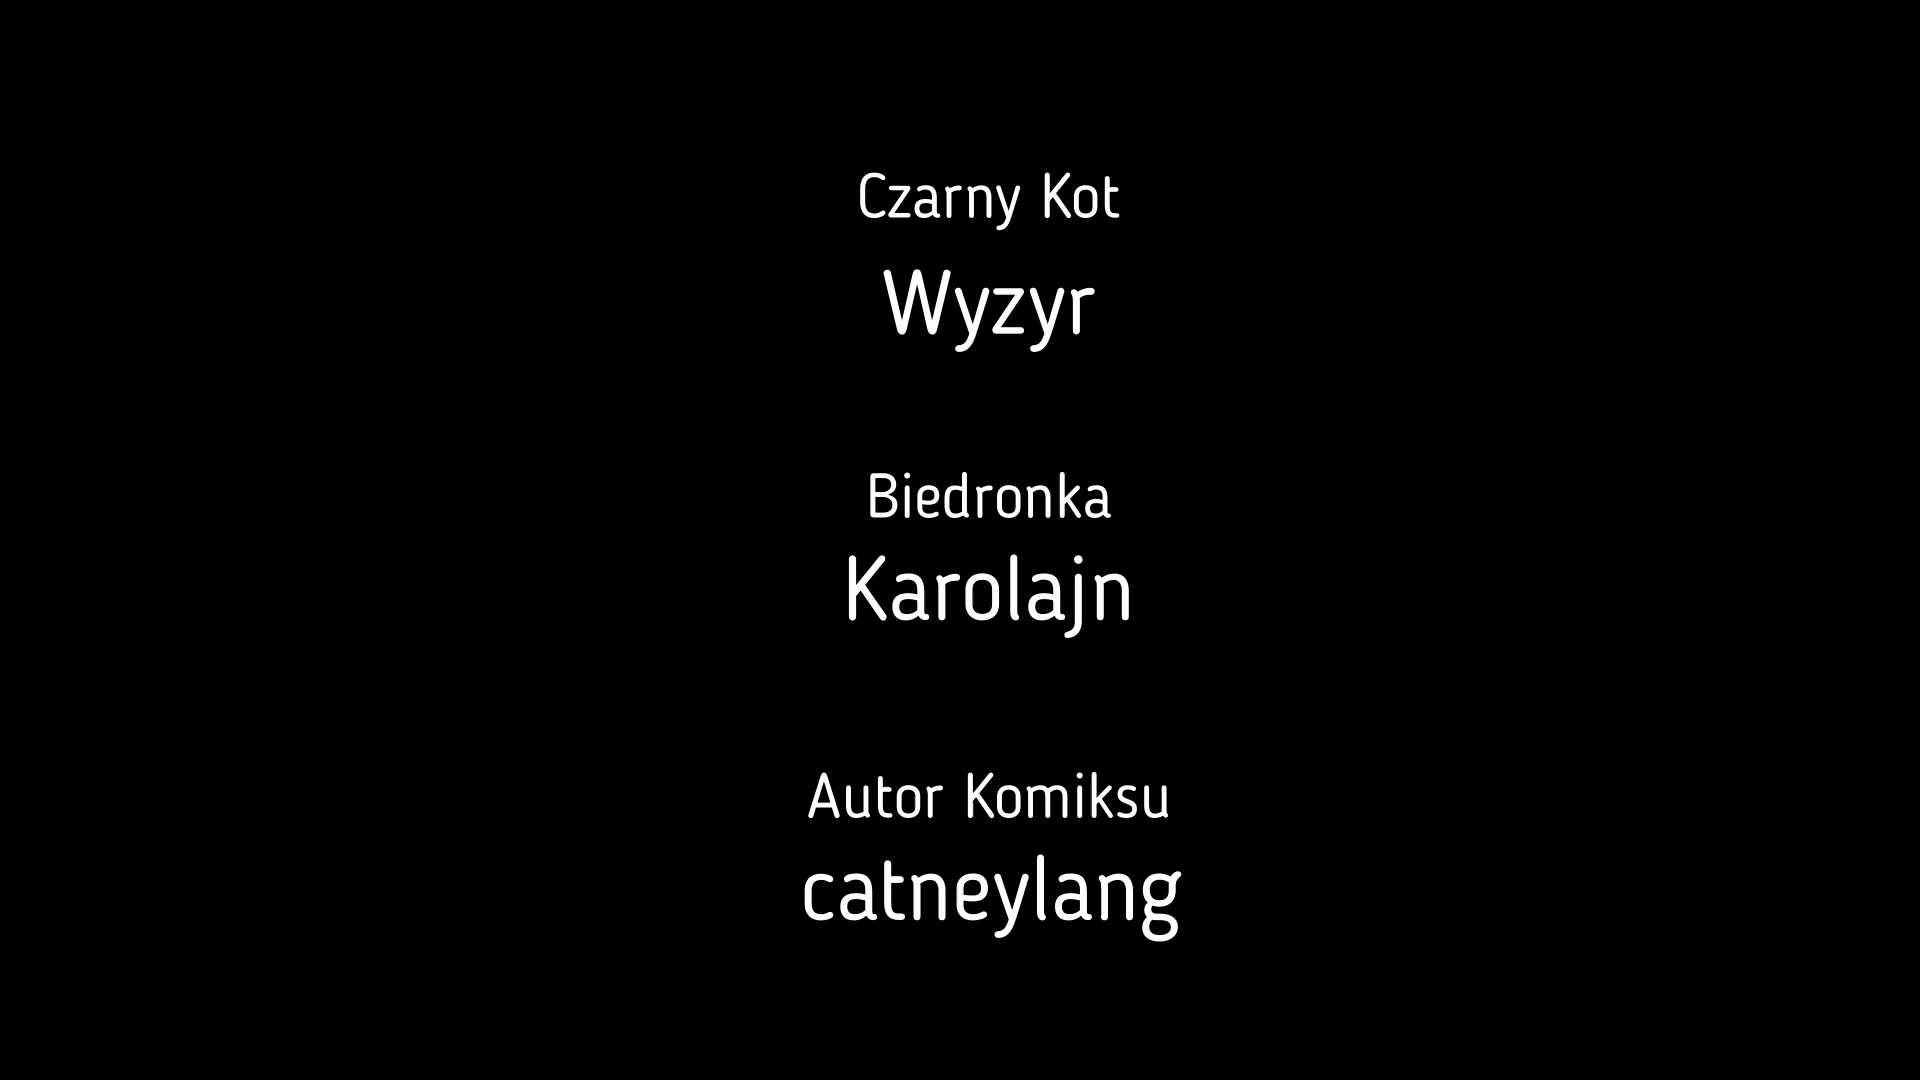 Czarny Kot
Wyzyr
Biedronka
Karolajn
Autor Komiksu
catneylang